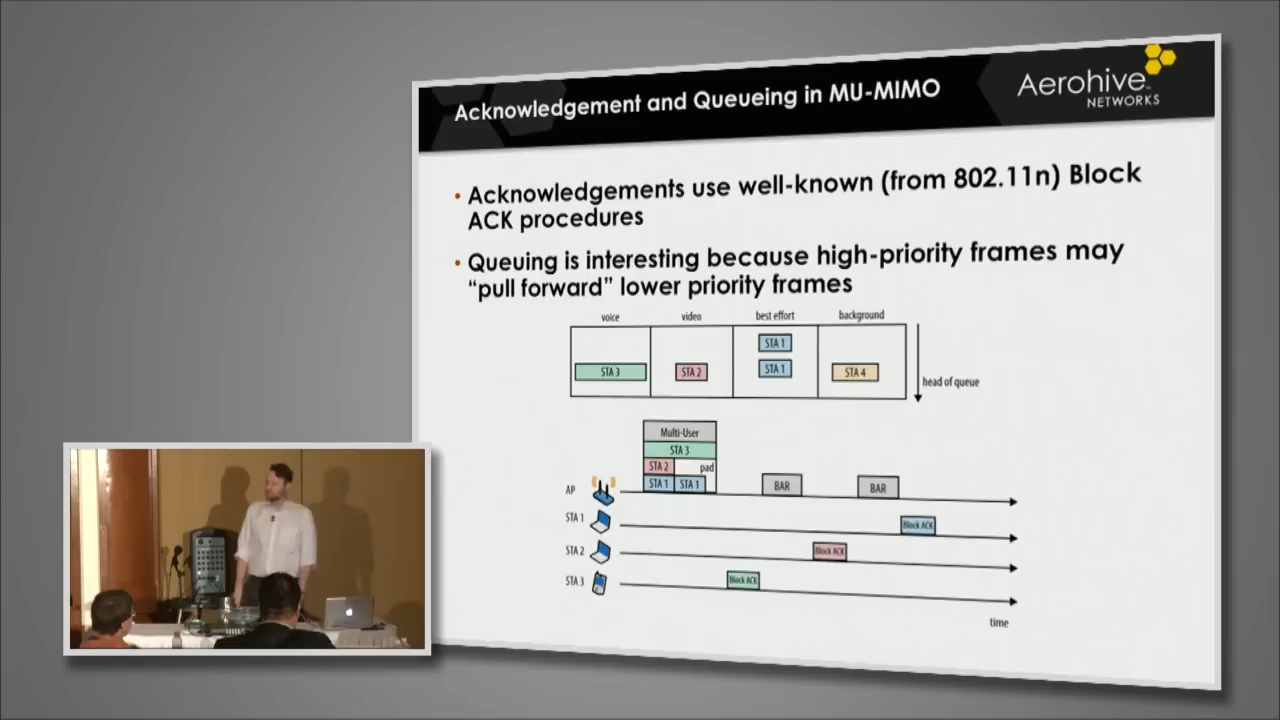 Acknowledgement and Queueing in MU-MIMO
Aerohive
NETWORKS
• Acknowledgements use well-known (from 802.11n) Block
ACK procedures
• Queuing is interesting because high-priority frames may
“pull forward” lower priority frames
voice video best effort background
STA 1
STA 3 STA 2 STA 1 STA 4
head of queue
Multi-User
STA 3
STA 2 pad
STA 1 STA 1
AP BAR BAR
STA 1 Block ACK
STA 2 Block ACK
STA 3 Block ACK
time